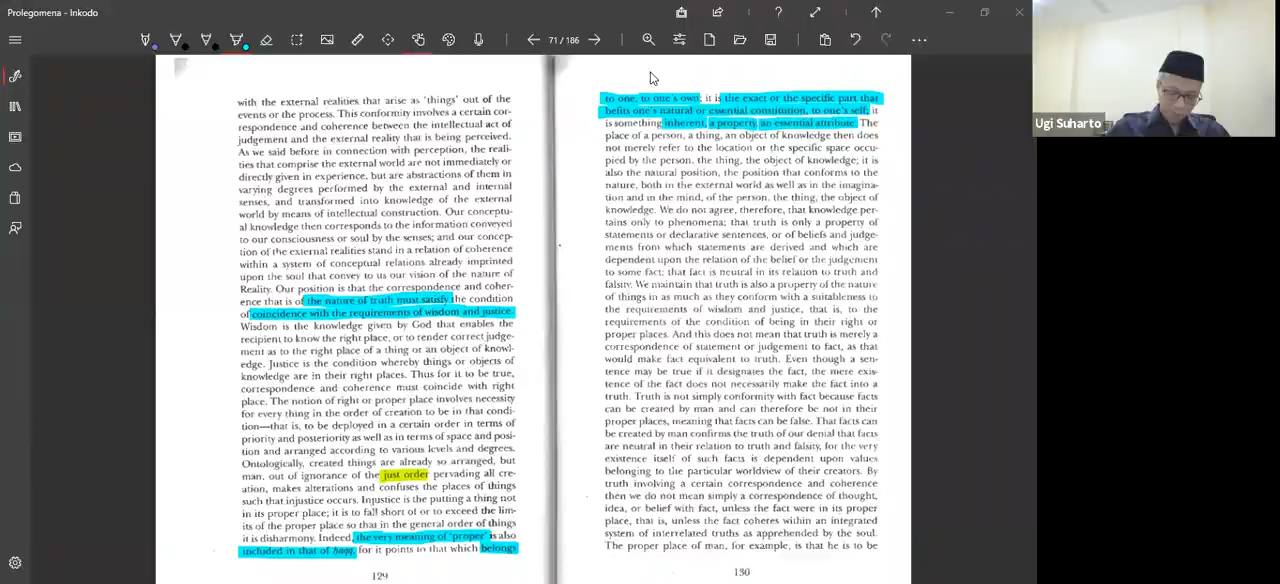 Prolegomena - Inkodo
71 / 186
Ugi Suharto
with the external realities that arise as 'things' out of the
events or the process. This conformity involves a certain cor-
respondence and coherence between the intellectual act of
judgement and the external reality that is being perceived.
As we said before in connection with perception, the reali-
ties that comprise the external world are not immediately or
directly given in experience, but are abstractions of them in
varying degrees performed by the external and internal
senses, and transformed into knowledge of the external
world by means of intellectual construction. Our conceptu-
al knowledge then corresponds to the information conveyed
to our consciousness or soul by the senses; and our concep-
tion of the external realities stand in a relation of coherence
within a system of conceptual relations already imprinted
upon the soul that convey to us our vision of the nature of
Reality. Our position is that the correspondence and coher-
ence that is of the nature of truth must satisfy the condition
of coincidence with the requirements of wisdom and justice.
Wisdom is the knowledge given by God that enables the
recipient to know the right place, or to render correct judge-
ment as to the right place of a thing or an object of knowl-
edge. Justice is the condition whereby things or objects of
knowledge are in their right places. Thus for it to be true,
correspondence and coherence must coincide with right
place. The notion of right or proper place involves necessity
for every thing in the order of creation to be in that condi-
tion—that is, to be deployed in a certain order in terms of
priority and posteriority as well as in terms of space and posi-
tion and arranged according to various levels and degrees.
Ontologically, created things are already so arranged, but
man, out of ignorance of the just order pervading all cre-
ation, makes alterations and confuses the places of things
such that injustice occurs. Injustice is the putting a thing not
in its proper place; it is to fall short of or to exceed the lim-
its of the proper place so that in the general order of things
it is disharmony. Indeed, the very meaning of 'proper' is also
included in that of ḥaqq, for it points to that which belongs
129
to one, to one's own; it is the exact or the specific part that
befits one's natural or essential constitution, to one's self; it
is something inherent, a property, an essential attribute. The
place of a person, a thing, an object of knowledge then does
not merely refer to the location or the specific space occu-
pied by the person, the thing, the object of knowledge; it is
also the natural position, the position that conforms to the
nature, both in the external world as well as in the imagina-
tion and in the mind, of the person, the thing, the object of
knowledge. We do not agree, therefore, that knowledge per-
tains only to phenomena; that truth is only a property of
statements or declarative sentences, or of beliefs and judge-
ments from which statements are derived and which are
dependent upon the relation of the belief or the judgement
to some fact; that fact is neutral in its relation to truth and
falsity. We maintain that truth is also a property of the nature
of things in as much as they conform with a suitableness to
the requirements of wisdom and justice, that is, to the
requirements of the condition of being in their right or
proper places. And this does not mean that truth is merely a
correspondence of statement or judgement to fact, as that
would make fact equivalent to truth. Even though a sen-
tence may be true if it designates the fact, the mere exis-
tence of the fact does not necessarily make the fact into a
truth. Truth is not simply conformity with fact because facts
can be created by man and can therefore be not in their
proper places, meaning that facts can be false. That facts can
be created by man confirms the truth of our denial that facts
are neutral in their relation to truth and falsity, for the very
existence itself of such facts is dependent upon values
belonging to the particular worldview of their creators. By
truth involving a certain correspondence and coherence
then we do not mean simply a correspondence of thought,
idea, or belief with fact, unless the fact were in its proper
place, that is, unless the fact coheres within an integrated
system of interrelated truths as apprehended by the soul.
The proper place of man, for example, is that he is to be
130